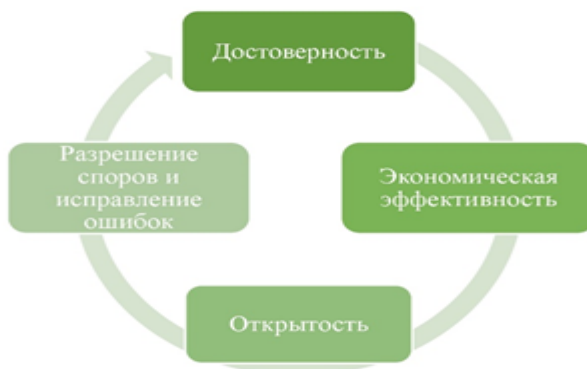 Достоверность
Экономическая
эффективность
Открытость
Разрешение
споров и
исправление
ошибок